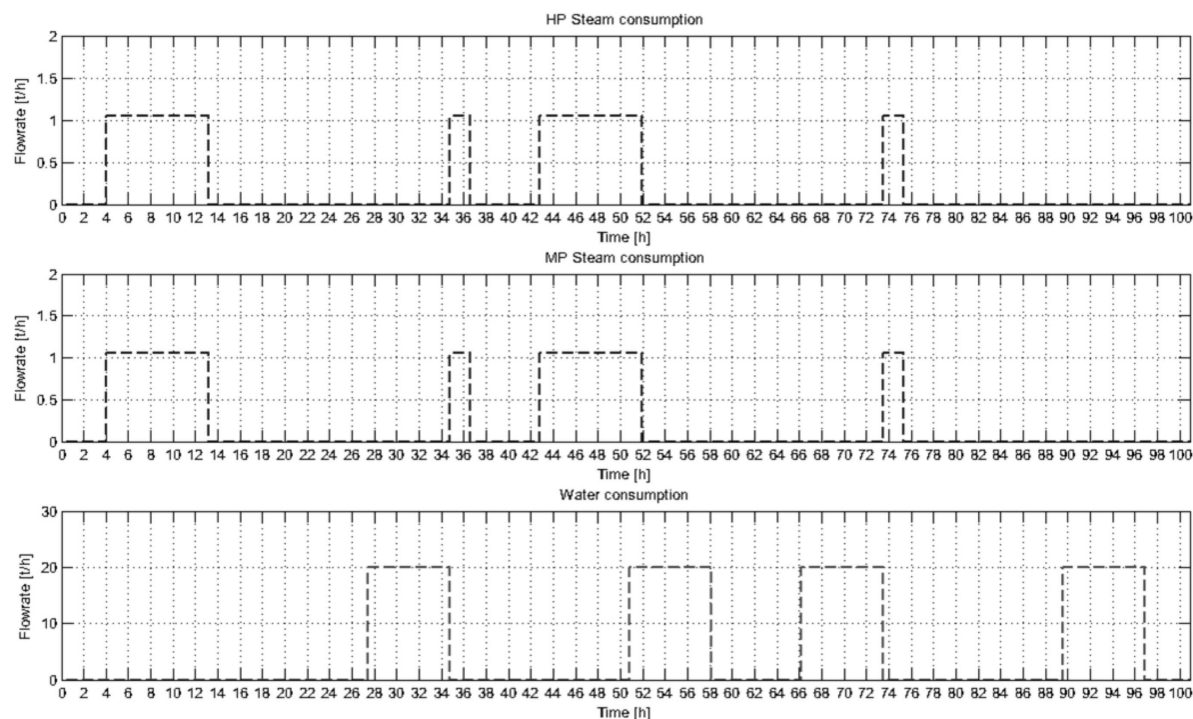 HP Steam consumption
2
1.5
1
0.5
0
Flowrate [t/h]
0 2 4 6 8 10 12 14 16 18 20 22 24 26 28 30 32 34 36 38 40 42 44 46 48 50 52 54 56 58 60 62 64 66 68 70 72 74 76 78 80 82 84 86 88 90 92 94 96 98 100
Time [h]
MP Steam consumption
2
1.5
1
0.5
0
Flowrate [t/h]
0 2 4 6 8 10 12 14 16 18 20 22 24 26 28 30 32 34 36 38 40 42 44 46 48 50 52 54 56 58 60 62 64 66 68 70 72 74 76 78 80 82 84 86 88 90 92 94 96 98 100
Time [h]
Water consumption
30
20
10
0
Flowrate [t/h]
0 2 4 6 8 10 12 14 16 18 20 22 24 26 28 30 32 34 36 38 40 42 44 46 48 50 52 54 56 58 60 62 64 66 68 70 72 74 76 78 80 82 84 86 88 90 92 94 96 98 100
Time [h]